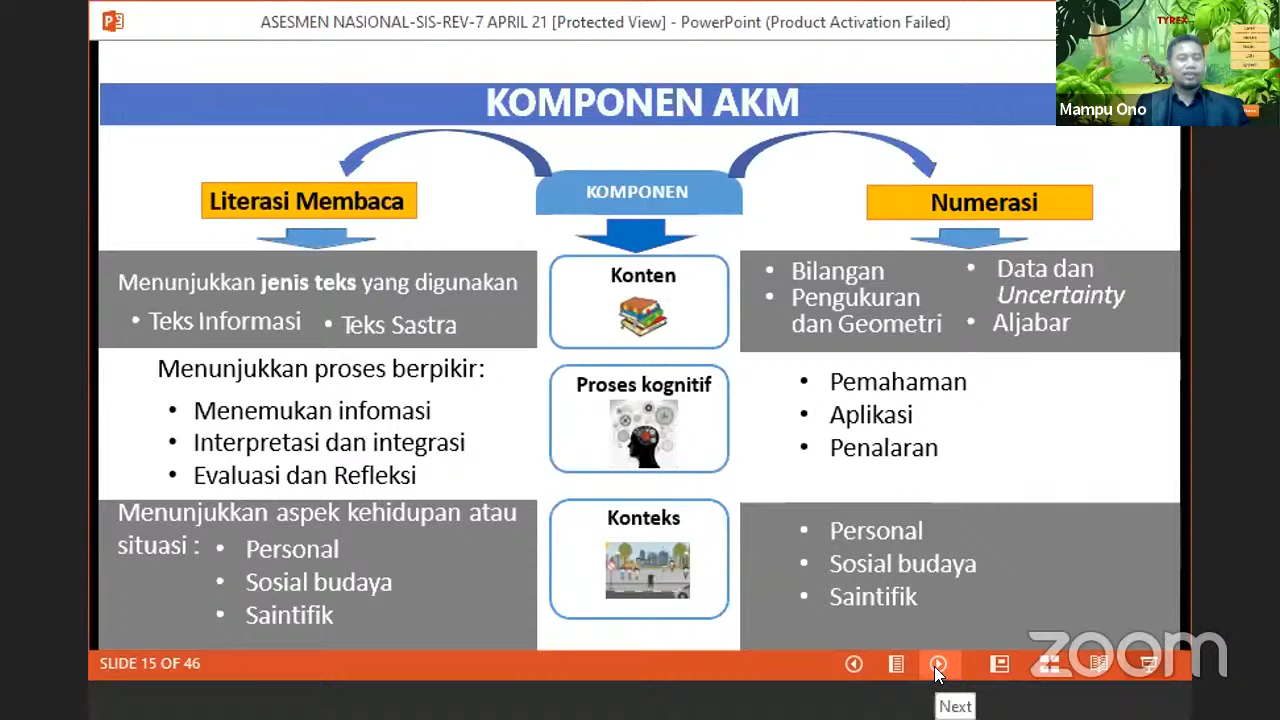 ASESMEN NASIONAL-SIS-REV-7 APRIL 21 [Protected View] - PowerPoint (Product Activation Failed)
TYREX
Mampu Ono
KOMPONEN AKM
Literasi Membaca
KOMPONEN
Numerasi
Menunjukkan jenis teks yang digunakan
• Teks Informasi • Teks Sastra
Konten
• Bilangan
• Pengukuran
dan Geometri
• Data dan
Uncertainty
• Aljabar
Menunjukkan proses berpikir:
• Menemukan infomasi
• Interpretasi dan integrasi
• Evaluasi dan Refleksi
Proses kognitif
• Pemahaman
• Aplikasi
• Penalaran
Menunjukkan aspek kehidupan atau
situasi : • Personal
• Sosial budaya
• Saintifik
Konteks
• Personal
• Sosial budaya
• Saintifik
SLIDE 15 OF 46
zoom
Next